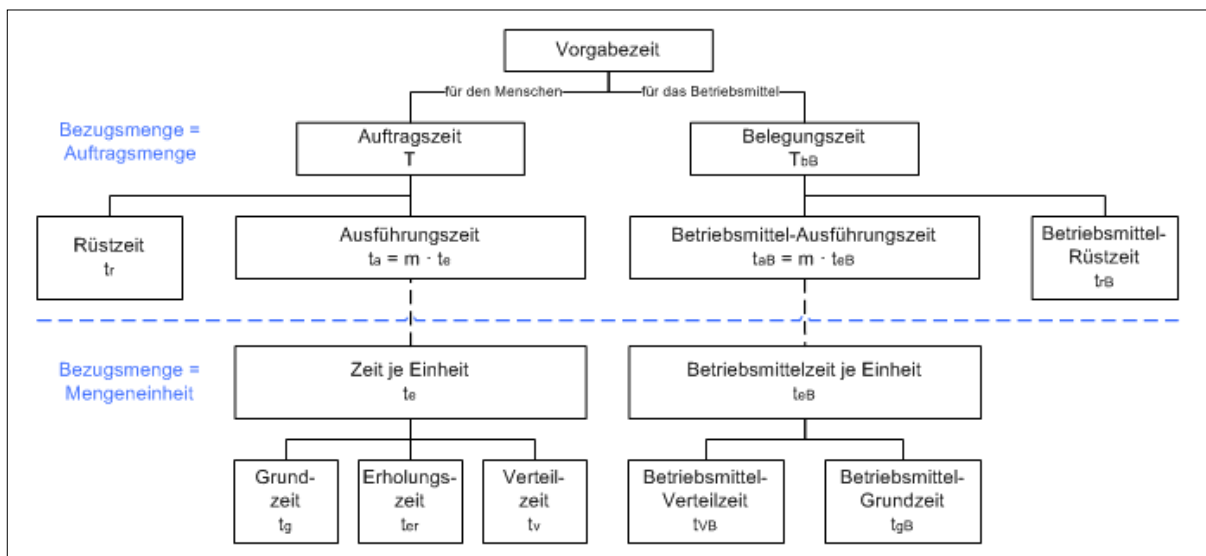 Vorgabezeit
für den Menschen
für das Betriebsmittel
Bezugsmenge =
Auftragsmenge
Auftragszeit
T
Belegungszeit
TbB
Rüstzeit
tr
Ausführungszeit
ta = m · te
Betriebsmittel-Ausführungszeit
taB = m · teB
Betriebsmittel-
Rüstzeit
trB
Bezugsmenge =
Mengeneinheit
Zeit je Einheit
te
Betriebsmittelzeit je Einheit
teB
Grund-
zeit
tg
Erholungs-
zeit
ter
Verteil-
zeit
tv
Betriebsmittel-
Verteilzeit
tVB
Betriebsmittel-
Grundzeit
tgB